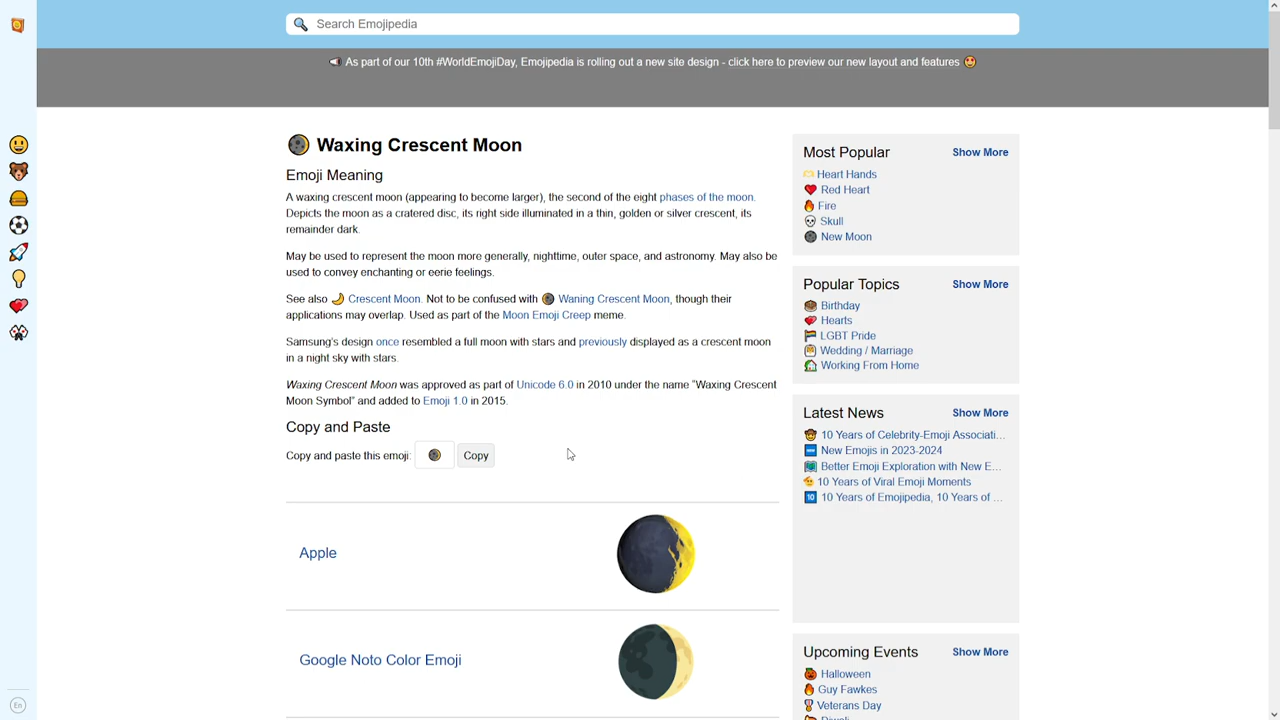 Search Emojipedia
As part of our 10th #WorldEmojiDay, Emojipedia is rolling out a new site design - click here to preview our new layout and features
Waxing Crescent Moon
Emoji Meaning
A waxing crescent moon (appearing to become larger), the second of the eight phases of the moon.
Depicts the moon as a cratered disc, its right side illuminated in a thin, golden or silver crescent, its
remainder dark.
May be used to represent the moon more generally, nighttime, outer space, and astronomy. May also be
used to convey enchanting or eerie feelings.
See also 🌙 Crescent Moon. Not to be confused with 🌘 Waning Crescent Moon, though their
applications may overlap. Used as part of the Moon Emoji Creep meme.
Samsung's design once resembled a full moon with stars and previously displayed as a crescent moon
in a night sky with stars.
Waxing Crescent Moon was approved as part of Unicode 6.0 in 2010 under the name “Waxing Crescent
Moon Symbol” and added to Emoji 1.0 in 2015.
Copy and Paste
Copy and paste this emoji:
Copy
Apple
Google Noto Color Emoji
Most Popular
Show More
Heart Hands
Red Heart
Fire
Skull
New Moon
Popular Topics
Show More
Birthday
Hearts
LGBT Pride
Wedding / Marriage
Working From Home
Latest News
Show More
10 Years of Celebrity-Emoji Associati...
New Emojis in 2023-2024
Better Emoji Exploration with New E...
10 Years of Viral Emoji Moments
10 Years of Emojipedia, 10 Years of ...
Upcoming Events
Show More
Halloween
Guy Fawkes
Veterans Day
Diwali
En